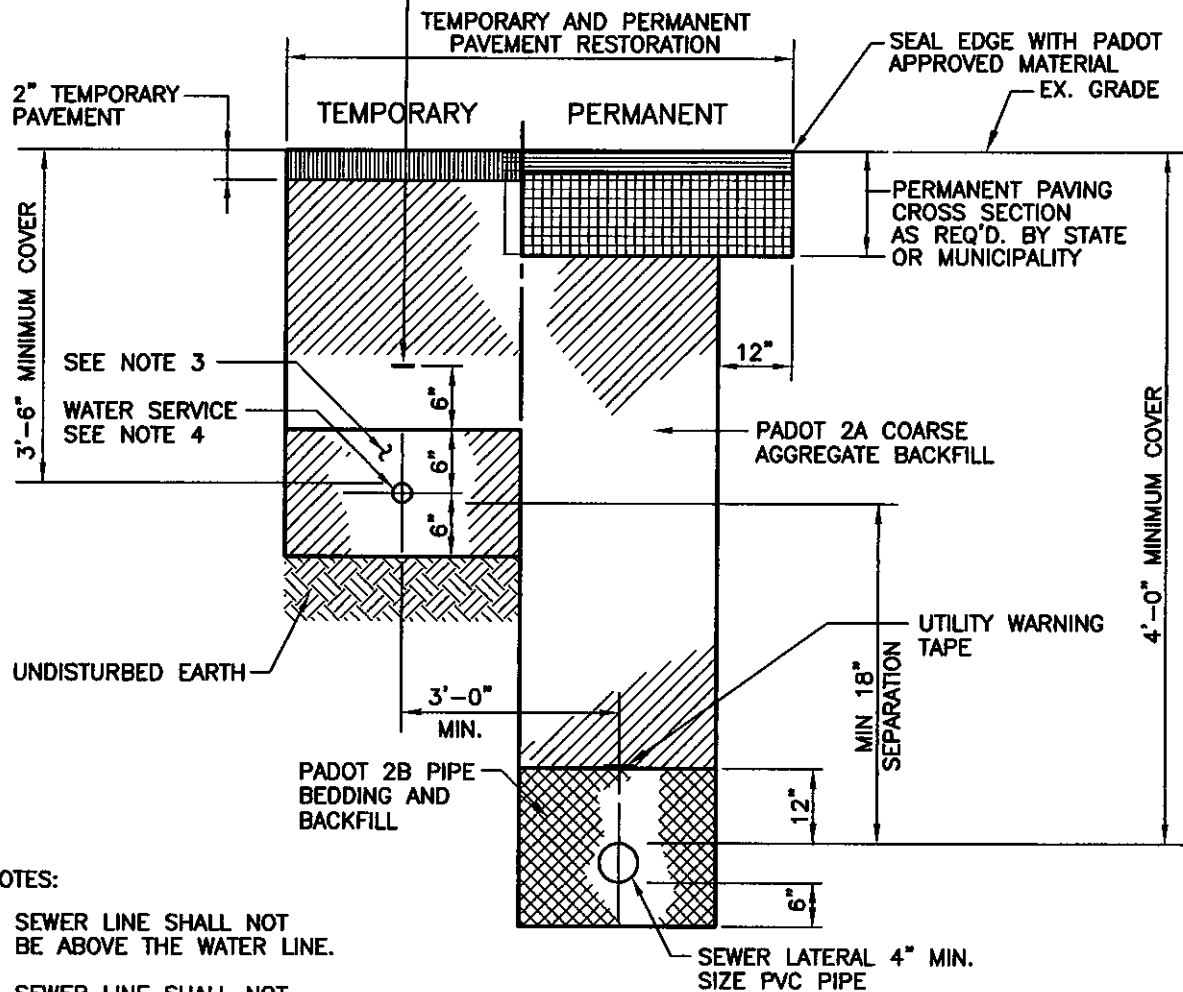 TEMPORARY AND PERMANENT
PAVEMENT RESTORATION
SEAL EDGE WITH PADOT
APPROVED MATERIAL
EX. GRADE
2" TEMPORARY
PAVEMENT
TEMPORARY
PERMANENT
PERMANENT PAVING
CROSS SECTION
AS REQ'D. BY STATE
OR MUNICIPALITY
3'-6" MINIMUM COVER
SEE NOTE 3
WATER SERVICE
SEE NOTE 4
6"
6"
6"
12"
PADOT 2A COARSE
AGGREGATE BACKFILL
4'-0" MINIMUM COVER
UTILITY WARNING
TAPE
MIN 18"
SEPARATION
UNDISTURBED EARTH
3'-0"
MIN.
PADOT 2B PIPE
BEDDING AND
BACKFILL
12"
6"
SEWER LATERAL 4" MIN.
SIZE PVC PIPE
OTES:
SEWER LINE SHALL NOT
BE ABOVE THE WATER LINE.
SEWER LINE SHALL NOT